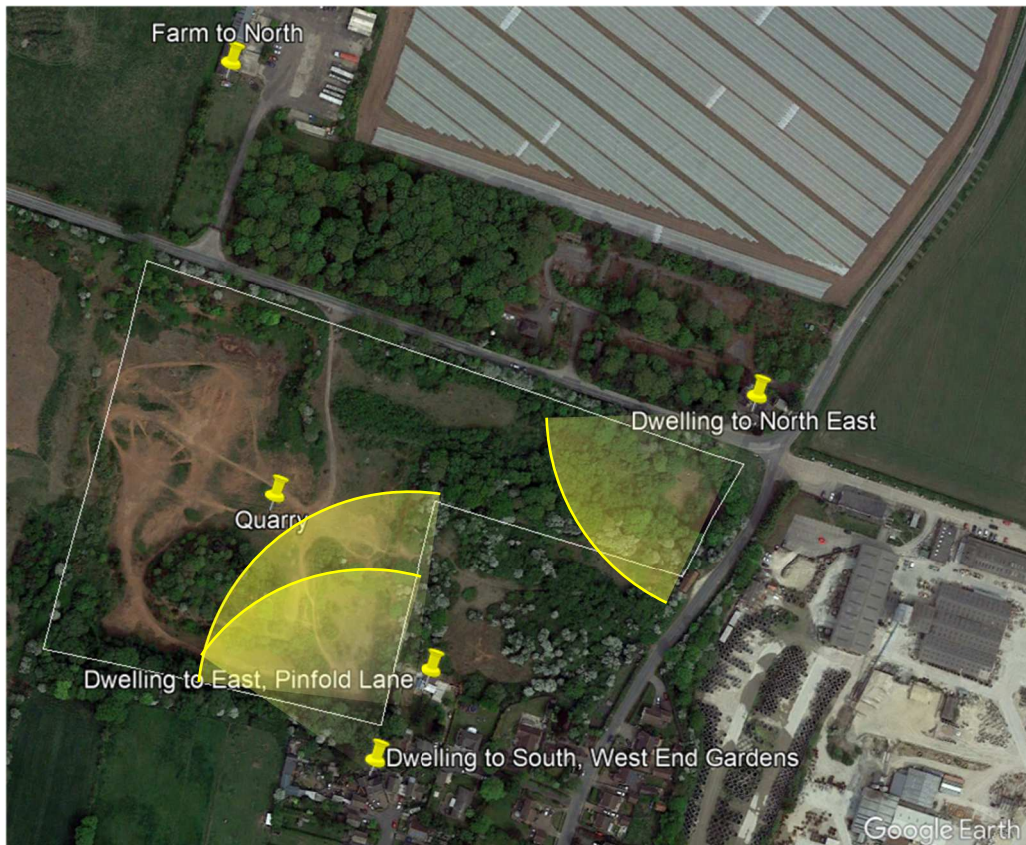 Farm to North
Dwelling to North East
Quarry
Dwelling to East, Pinfold Lane
Dwelling to South, West End Gardens
Google Earth